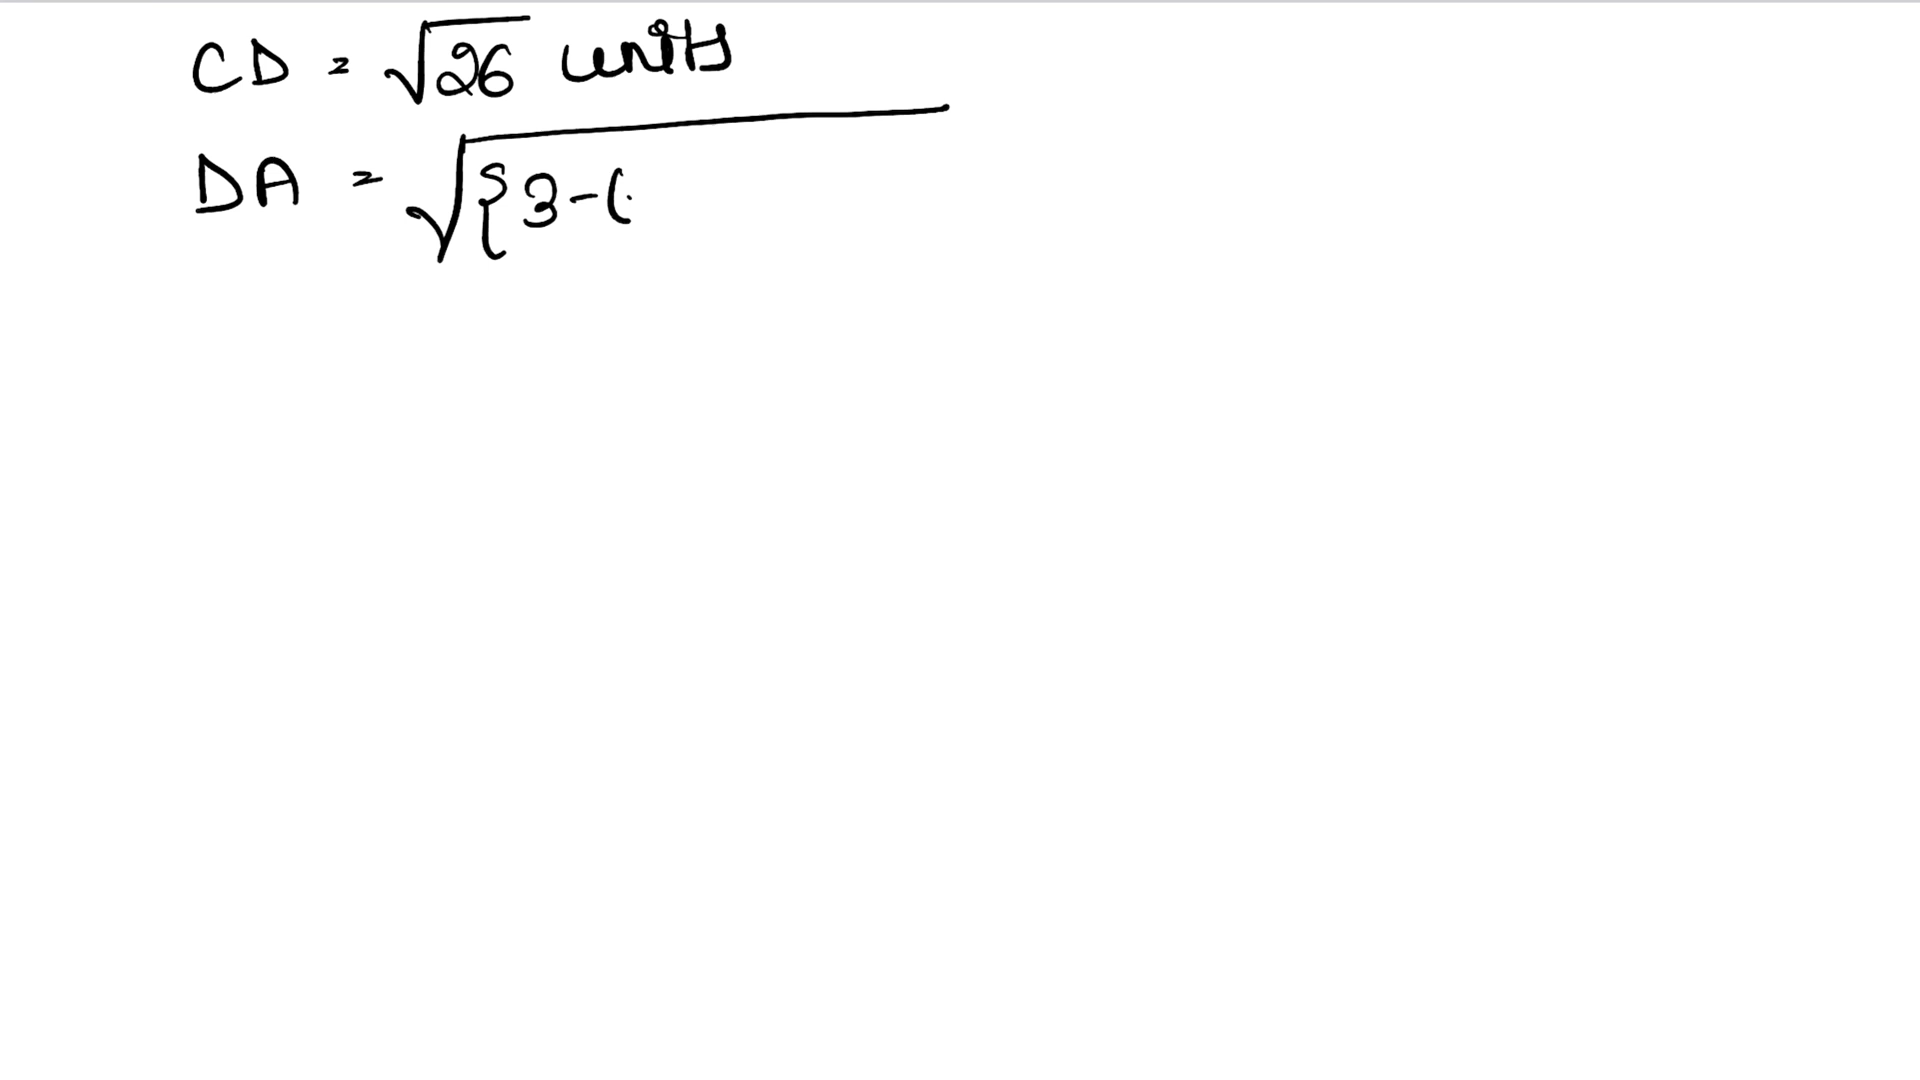 CD = √26 units
DA = √{3-(